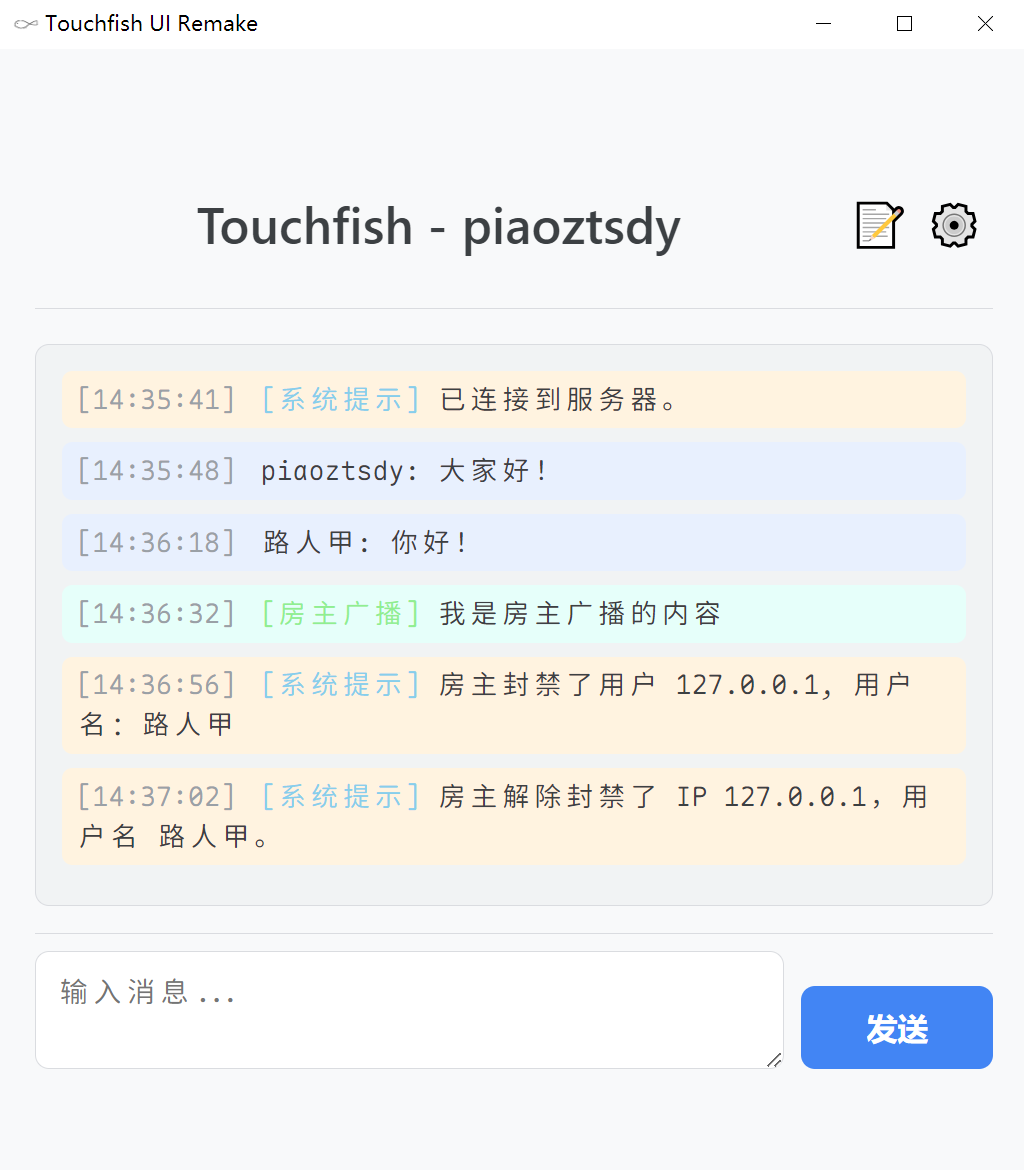 Touchfish UI Remake
Touchfish - piaoztsdy
[14:35:41] [系统提示] 已连接到服务器。
[14:35:48] piaoztsdy: 大家好！
[14:36:18] 路人甲: 你好！
[14:36:32] [房主广播] 我是房主广播的内容
[14:36:56] [系统提示] 房主封禁了用户 127.0.0.1, 用户
名: 路人甲
[14:37:02] [系统提示] 房主解除封禁了 IP 127.0.0.1，用
户名 路人甲。
输入消息...
发送